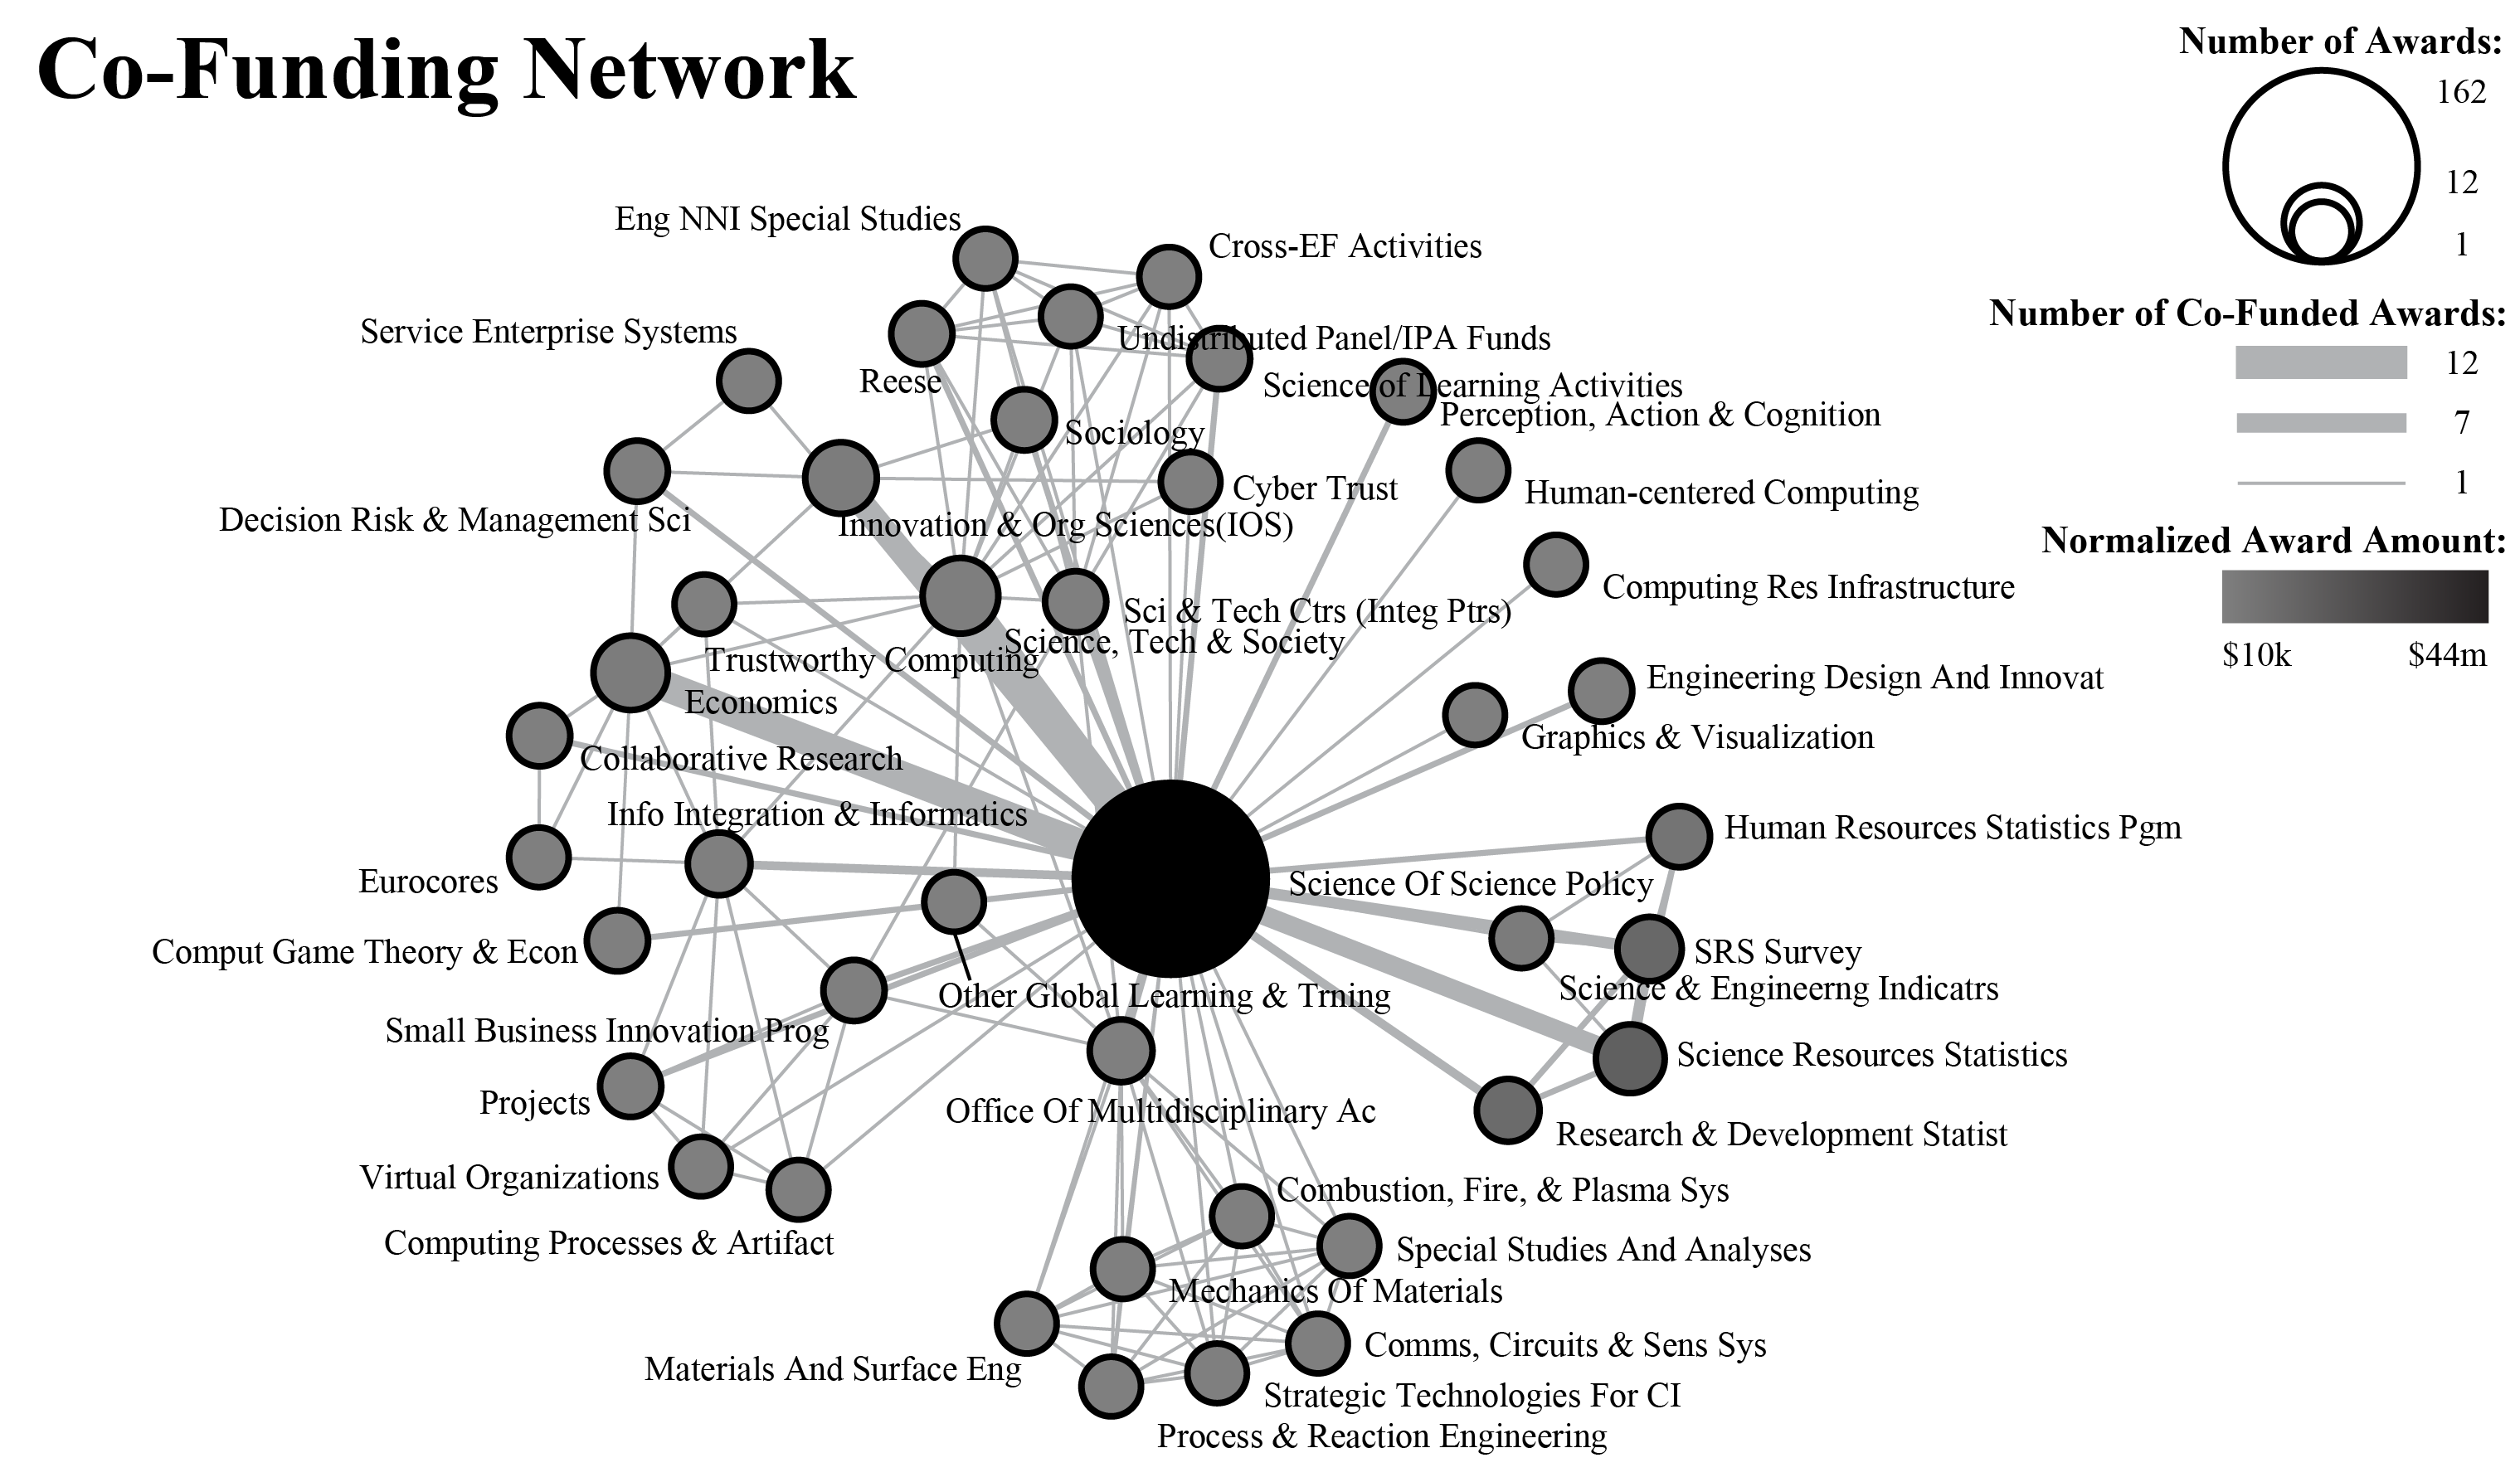 Co-Funding Network
Number of Awards:
162
12
1
Number of Co-Funded Awards:
12
7
1
Normalized Award Amount:
$10k
$44m
Eng NNI Special Studies
Cross-EF Activities
Service Enterprise Systems
Undistributed Panel/IPA Funds
Reese
Science of Learning Activities
Perception, Action & Cognition
Sociology
Cyber Trust
Human-centered Computing
Decision Risk & Management Sci
Innovation & Org Sciences(IOS)
Computing Res Infrastructure
Sci & Tech Ctrs (Integ Ptrs)
Science, Tech & Society
Trustworthy Computing
Engineering Design And Innovat
Economics
Graphics & Visualization
Collaborative Research
Info Integration & Informatics
Human Resources Statistics Pgm
Eurocores
Science Of Science Policy
Comput Game Theory & Econ
SRS Survey
Science & Engineerng Indicatrs
Other Global Learning & Trning
Small Business Innovation Prog
Science Resources Statistics
Projects
Office Of Multidisciplinary Ac
Research & Development Statist
Virtual Organizations
Combustion, Fire, & Plasma Sys
Computing Processes & Artifact
Special Studies And Analyses
Mechanics Of Materials
Comms, Circuits & Sens Sys
Materials And Surface Eng
Strategic Technologies For CI
Process & Reaction Engineering